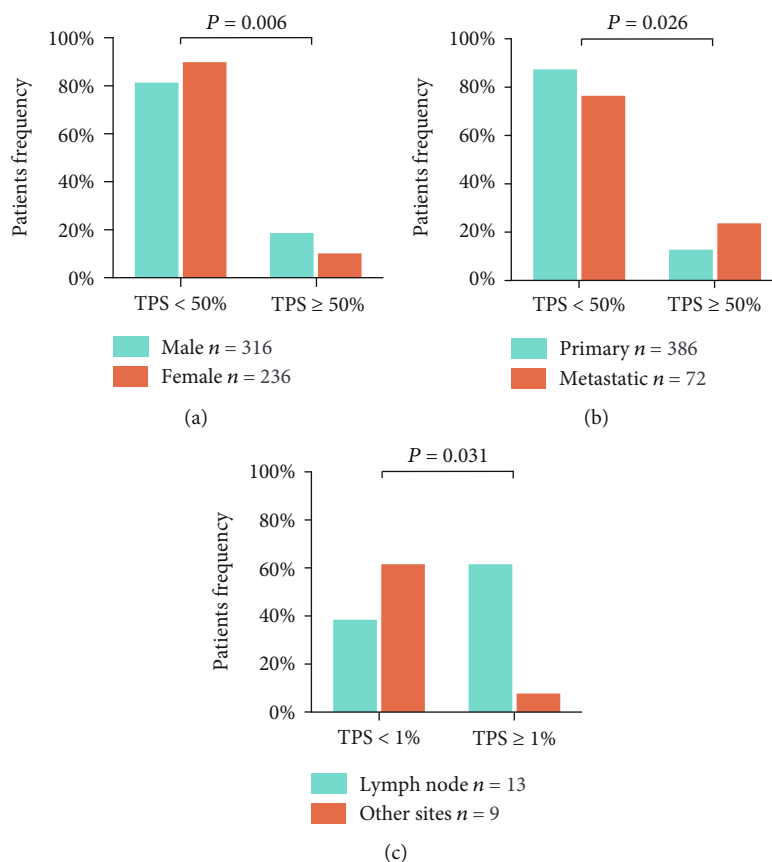 P = 0.006
100%
80%
60%
40%
20%
0%
Patients frequency
TPS < 50%
TPS ≥ 50%
Male n = 316
Female n = 236
(a)
P = 0.026
100%
80%
60%
40%
20%
0%
Patients frequency
TPS < 50%
TPS ≥ 50%
Primary n = 386
Metastatic n = 72
(b)
P = 0.031
100%
80%
60%
40%
20%
0%
Patients frequency
TPS < 1%
TPS ≥ 1%
Lymph node n = 13
Other sites n = 9
(c)